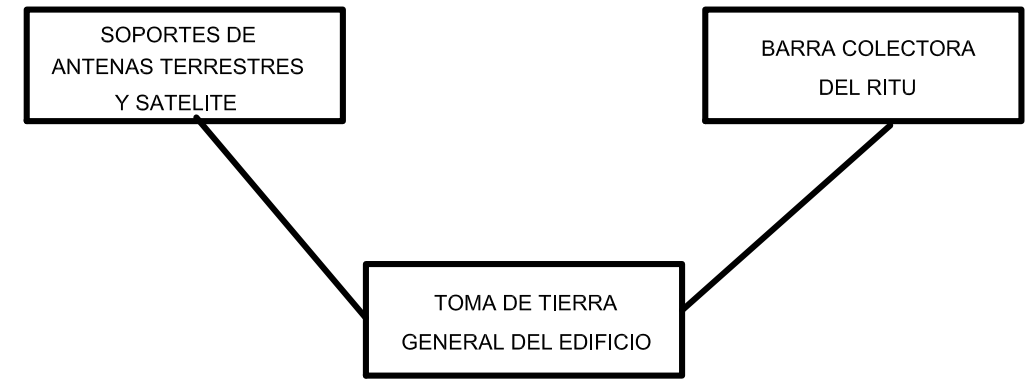 SOPORTES DE
ANTENAS TERRESTRES
Y SATELITE
BARRA COLECTORA
DEL RITU
TOMA DE TIERRA
GENERAL DEL EDIFICIO